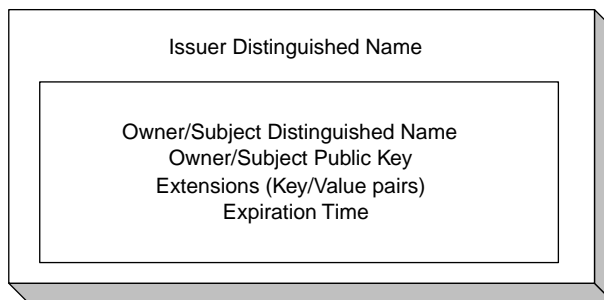 Issuer Distinguished Name
Owner/Subject Distinguished Name
Owner/Subject Public Key
Extensions (Key/Value pairs)
Expiration Time